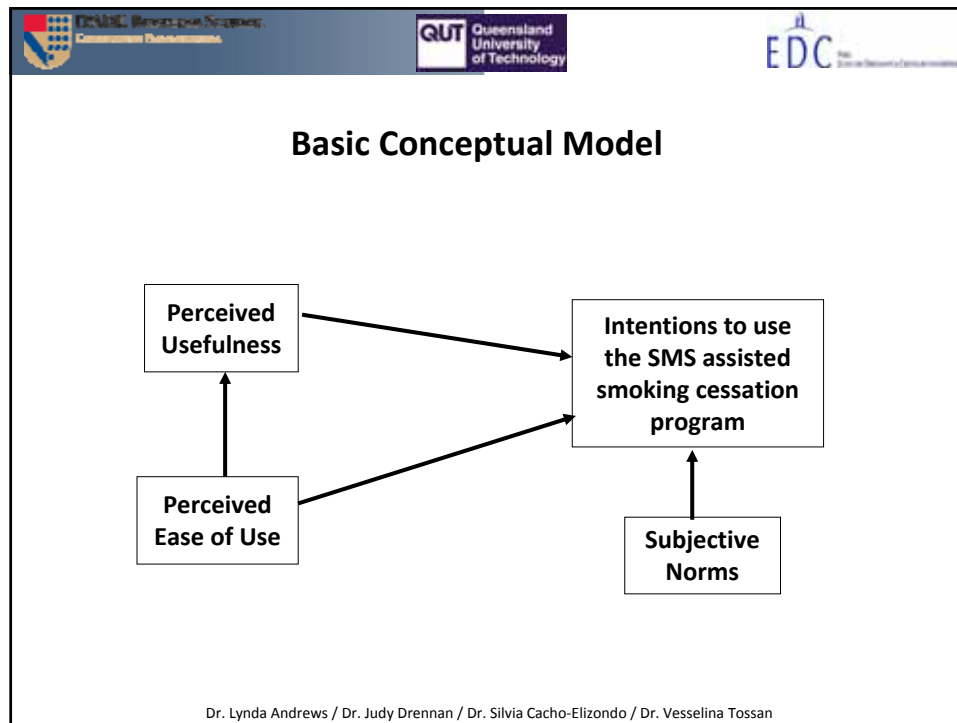 QUT Queensland
University
of Technology
EDC
Basic Conceptual Model
Perceived
Usefulness
Intentions to use
the SMS assisted
smoking cessation
program
Perceived
Ease of Use
Subjective
Norms
Dr. Lynda Andrews / Dr. Judy Drennan / Dr. Silvia Cacho-Elizondo / Dr. Vesselina Tossan